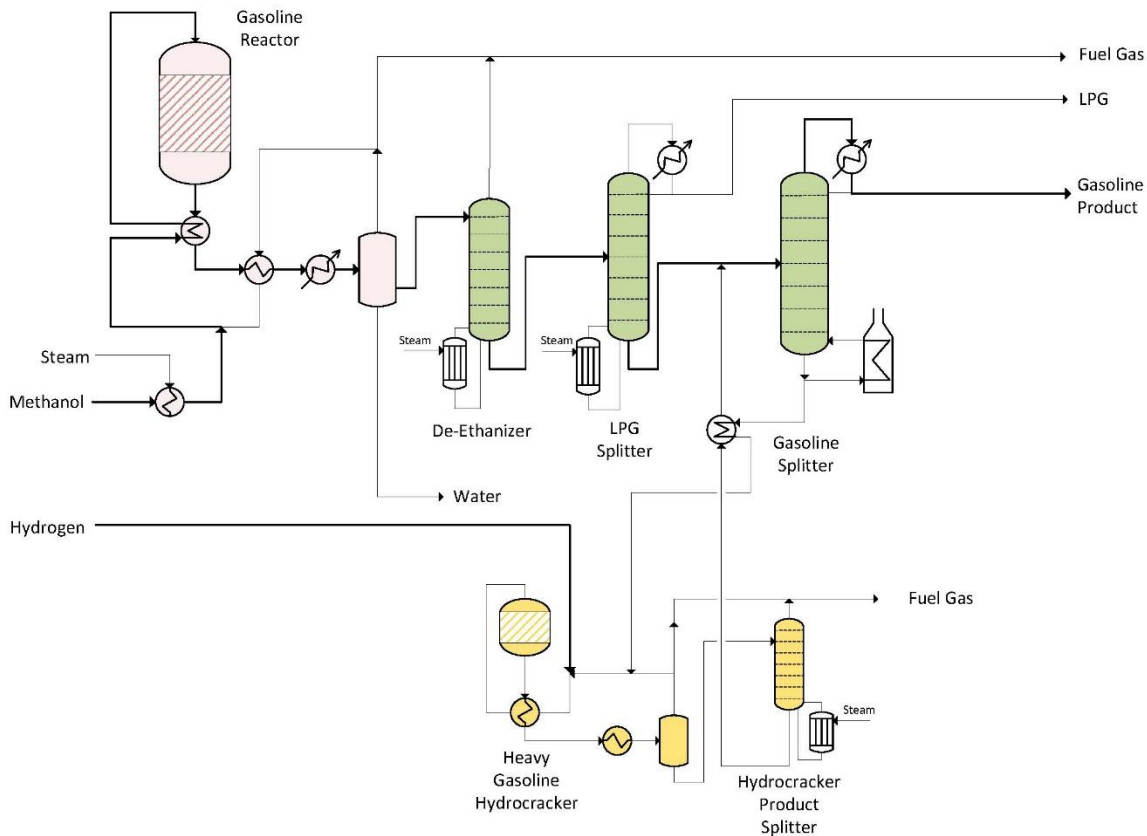 Gasoline
Reactor
Fuel Gas
LPG
Gasoline
Product
Steam
Methanol
Steam
Steam
De-Ethanizer
LPG
Splitter
Gasoline
Splitter
Water
Hydrogen
Fuel Gas
Steam
Heavy
Gasoline
Hydrocracker
Hydrocracker
Product
Splitter